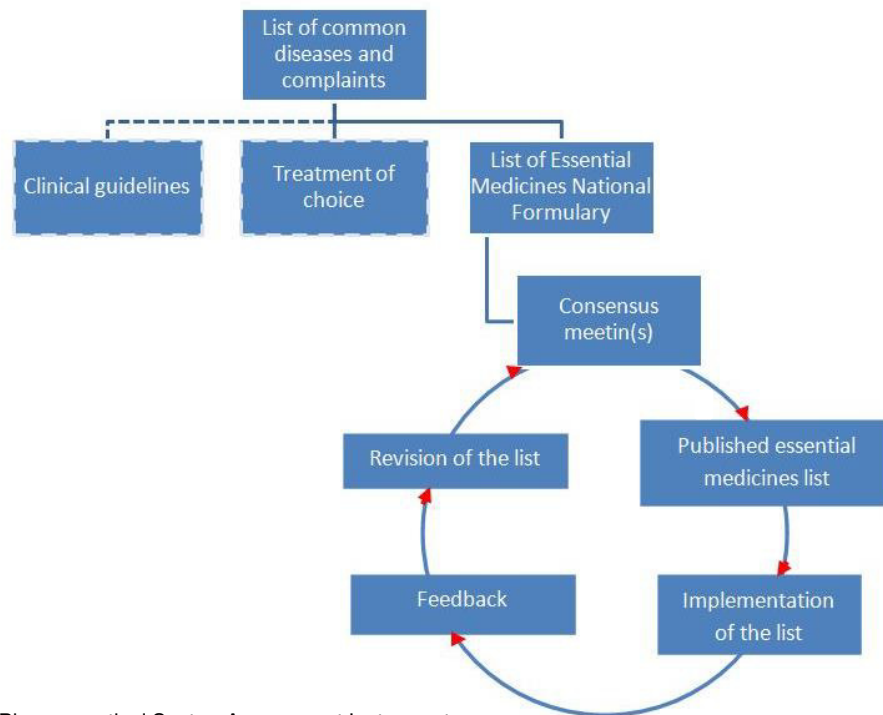 List of common
diseases and
complaints
Clinical guidelines
Treatment of
choice
List of Essential
Medicines National
Formulary
Consensus
meetin(s)
Revision of the list
Published essential
medicines list
Feedback
Implementation
of the list